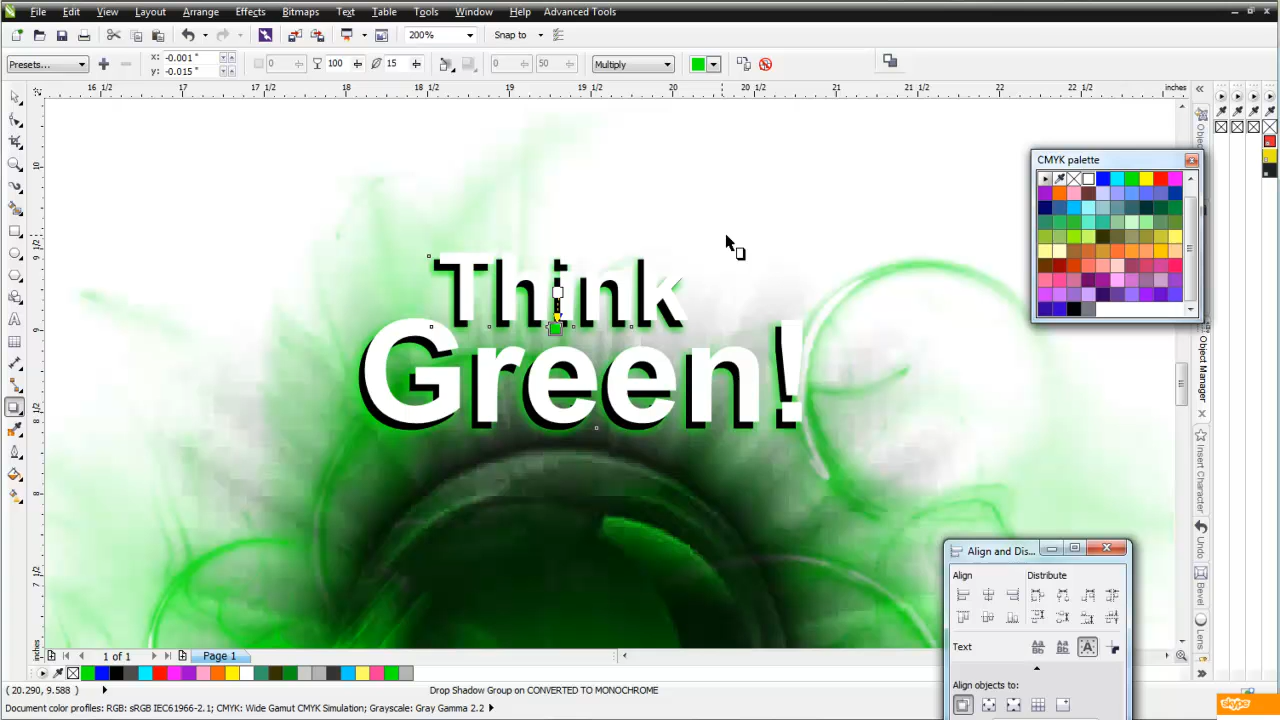 File Edit View Layout Arrange Effects Bitmaps Text Table Tools Window Help Advanced Tools
200% Snap to
Presets... x: -0.001 " 0 100 15 0 50 Multiply
y: -0.015 "
16 1/2 17 17 1/2 18 18 1/2 19 19 1/2 20 20 1/2 21 21 1/2 22 22 1/2 inches
CMYK palette
Think
Green!
Object Manager
Insert Character
Undo
Bevel
Lens
Align and Dis...
Align Distribute
Text
Align objects to:
1 of 1 Page 1
( 20.290, 9.588 ) Drop Shadow Group on CONVERTED TO MONOCHROME
Document color profiles: RGB: sRGB IEC61966-2.1; CMYK: Wide Gamut CMYK Simulation; Grayscale: Gray Gamma 2.2
skype